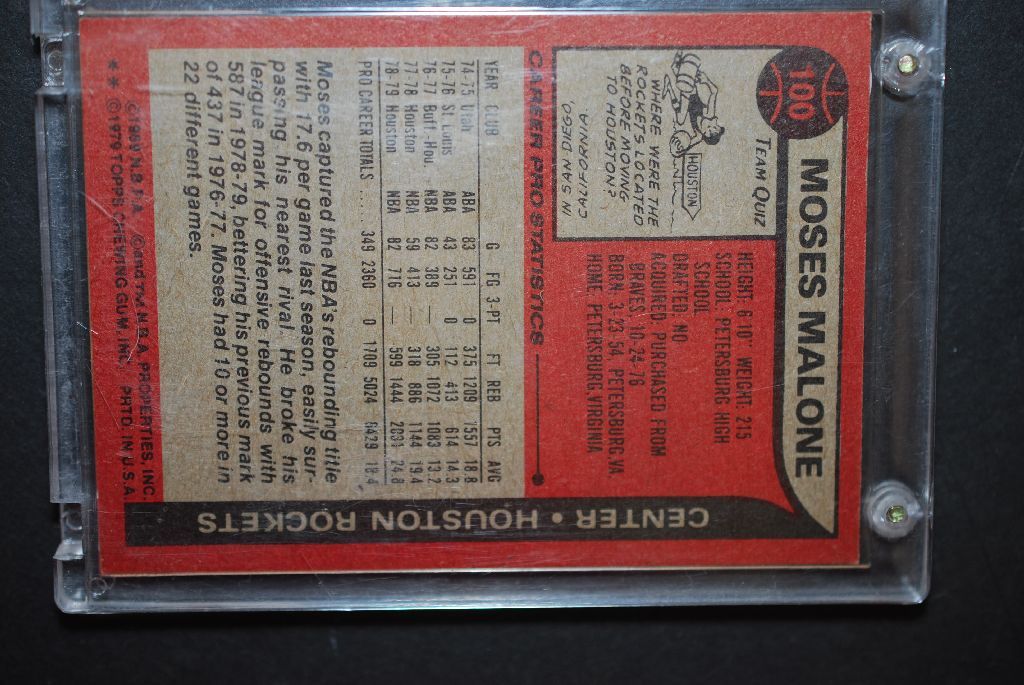 100
MOSES MALONE
TEAM QUIZ
HOUSTON
WHERE WERE THE
ROCKETS LOCATED
BEFORE MOVING
TO HOUSTON?
IN SAN DIEGO,
CALIFORNIA
HEIGHT: 6'10" WEIGHT: 215
SCHOOL: PETERSBURG HIGH
SCHOOL
DRAFTED: NO
ACQUIRED: PURCHASED FROM
BRAVES, 10-24-76
BORN: 3-23-54, PETERSBURG, VA.
HOME: PETERSBURG, VIRGINIA
CENTER • HOUSTON ROCKETS
CAREER PRO STATISTICS
YEAR CLUB G FG 3-PT FT REB PTS AVG
74-75 Utah ABA 83 591 0 375 1209 1557 18.8
75-76 St. Louis ABA 43 251 0 112 413 614 14.3
76-77 Buff.-Hou. NBA 82 389 — 305 1072 1083 13.2
77-78 Houston NBA 59 413 — 318 886 1144 19.4
78-79 Houston NBA 82 716 — 599 1444 2031 24.8
PRO CAREER TOTALS ..... 349 2360 0 1709 5024 6429 18.4
Moses captured the NBA's rebounding title
with 17.6 per game last season, easily sur-
passing his nearest rival. He broke his
league mark for offensive rebounds with
587 in 1978-79, bettering his previous mark
of 437 in 1976-77. Moses had 10 or more in
22 different games.
©1980 N.B.P.A. ©and TM N.B.A. PROPERTIES, INC.
** ©1979 TOPPS CHEWING GUM, INC. PRTD. IN U.S.A.